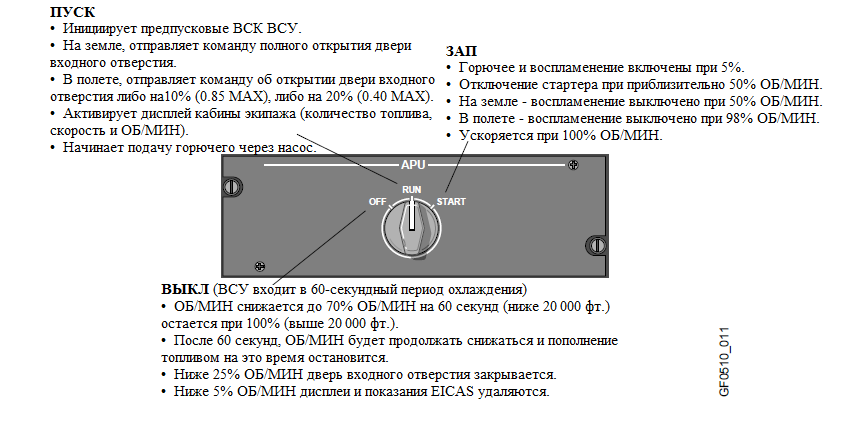 ПУСК
• Инициирует предпусковые ВСК ВСУ.
• На земле, отправляет команду полного открытия двери
входного отверстия.
• В полете, отправляет команду об открытии двери входного
отверстия либо на10% (0.85 MAX), либо на 20% (0.40 MAX).
• Активирует дисплей кабины экипажа (количество топлива,
скорость и ОБ/МИН).
• Начинает подачу горючего через насос.
ЗАП
• Горючее и воспламенение включены при 5%.
• Отключение стартера при приблизительно 50% ОБ/МИН.
• На земле - воспламенение выключено при 50% ОБ/МИН.
• В полете - воспламенение выключено при 98% ОБ/МИН.
• Ускоряется при 100% ОБ/МИН.
APU
RUN
OFF
START
ВЫКЛ (ВСУ входит в 60-секундный период охлаждения)
• ОБ/МИН снижается до 70% ОБ/МИН на 60 секунд (ниже 20 000 фт.)
остается при 100% (выше 20 000 фт.).
• После 60 секунд, ОБ/МИН будет продолжать снижаться и пополнение
топливом на это время остановится.
• Ниже 25% ОБ/МИН дверь входного отверстия закрывается.
• Ниже 5% ОБ/МИН дисплеи и показания EICAS удаляются.
GF0510_011